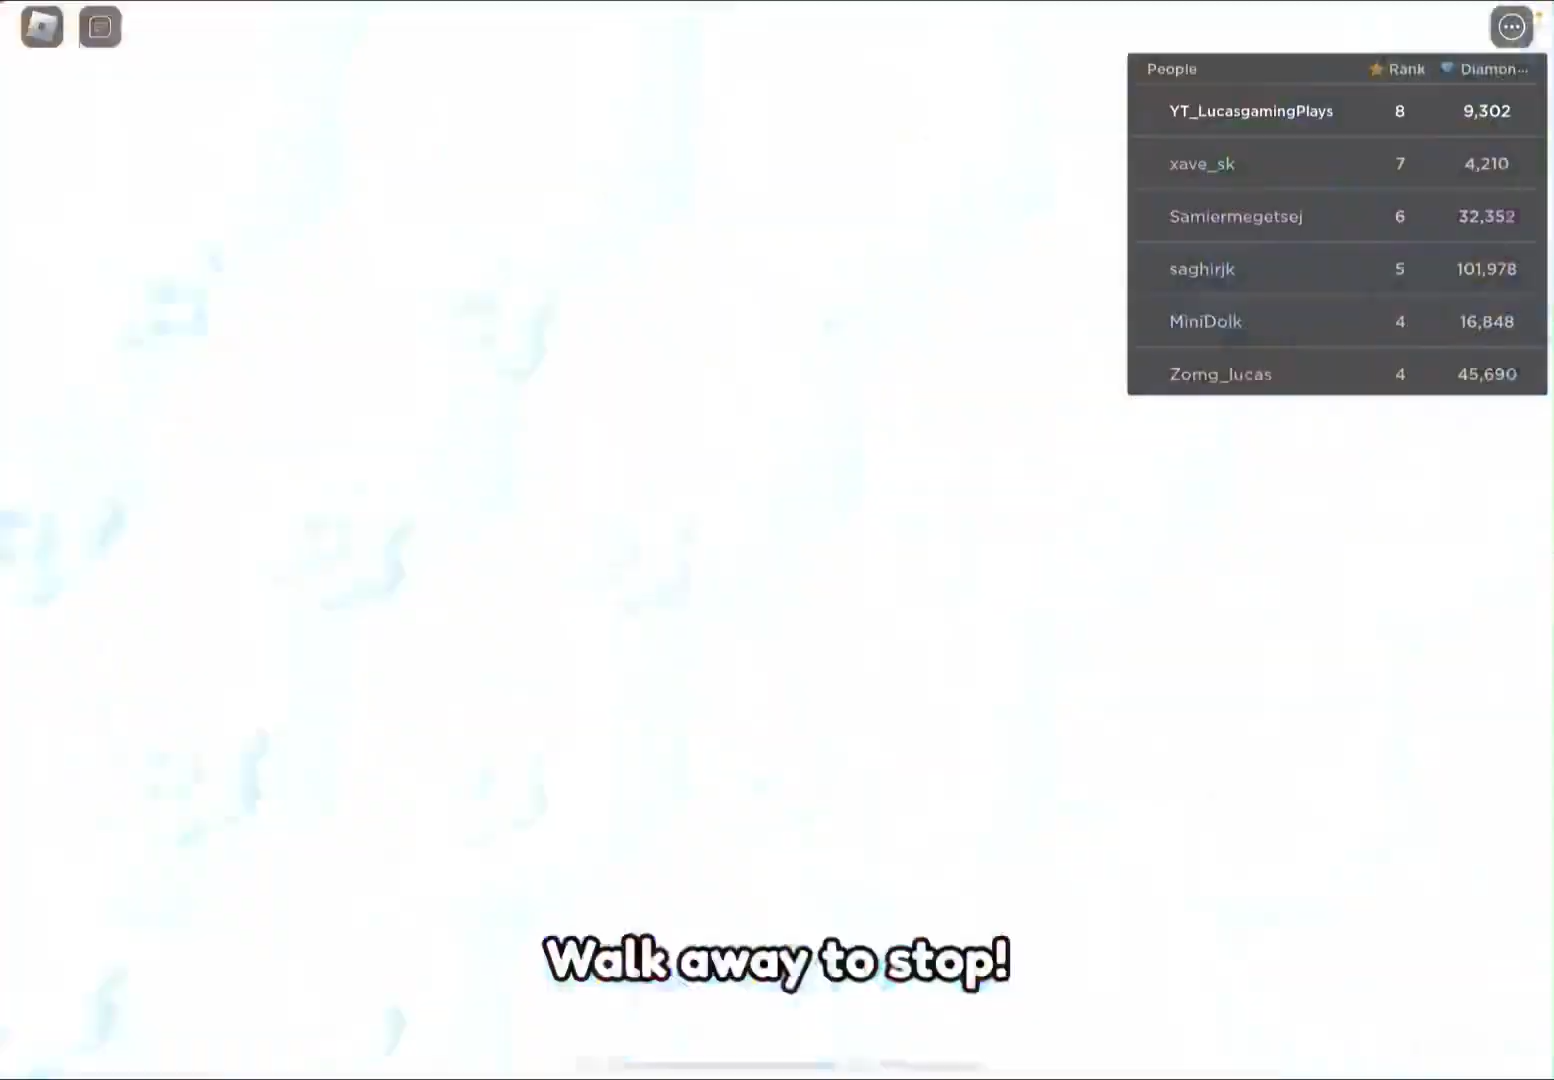 People Rank Diamon...
YT_LucasgamingPlays 8 9,302
xave_sk 7 4,210
Samiermegetsej 6 32,352
saghirjk 5 101,978
MiniDolk 4 16,848
Zomg_lucas 4 45,690
Walk away to stop!